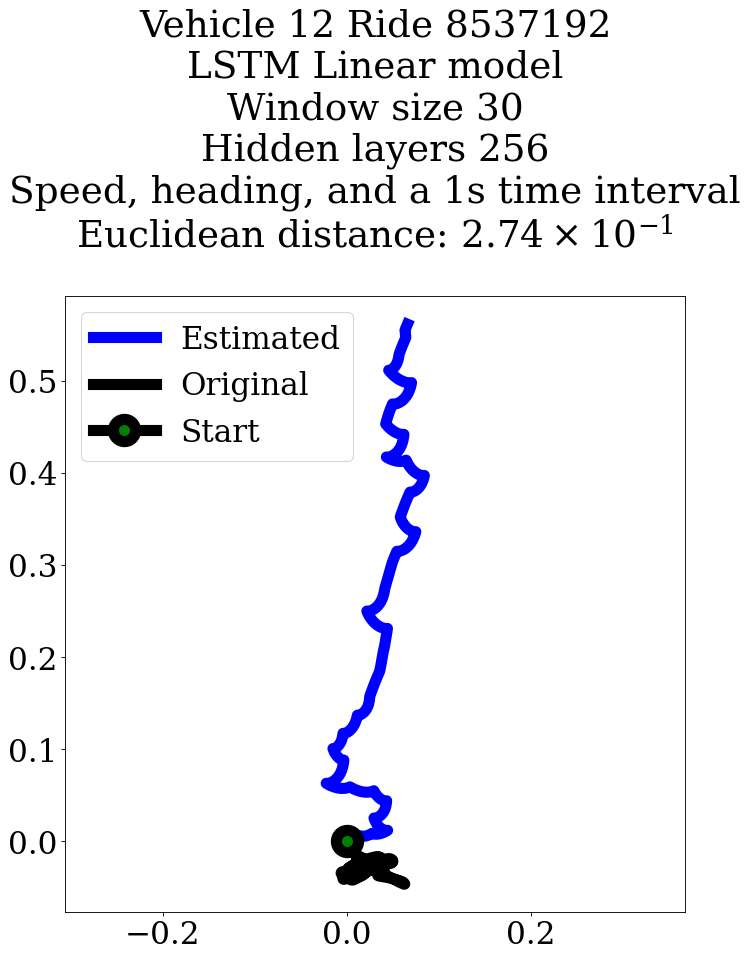 Vehicle 12 Ride 8537192
LSTM Linear model
Window size 30
Hidden layers 256
Speed, heading, and a 1s time interval
Euclidean distance: 2.74 × 10⁻¹
Estimated
Original
Start
0.5
0.4
0.3
0.2
0.1
0.0
−0.2 0.0 0.2